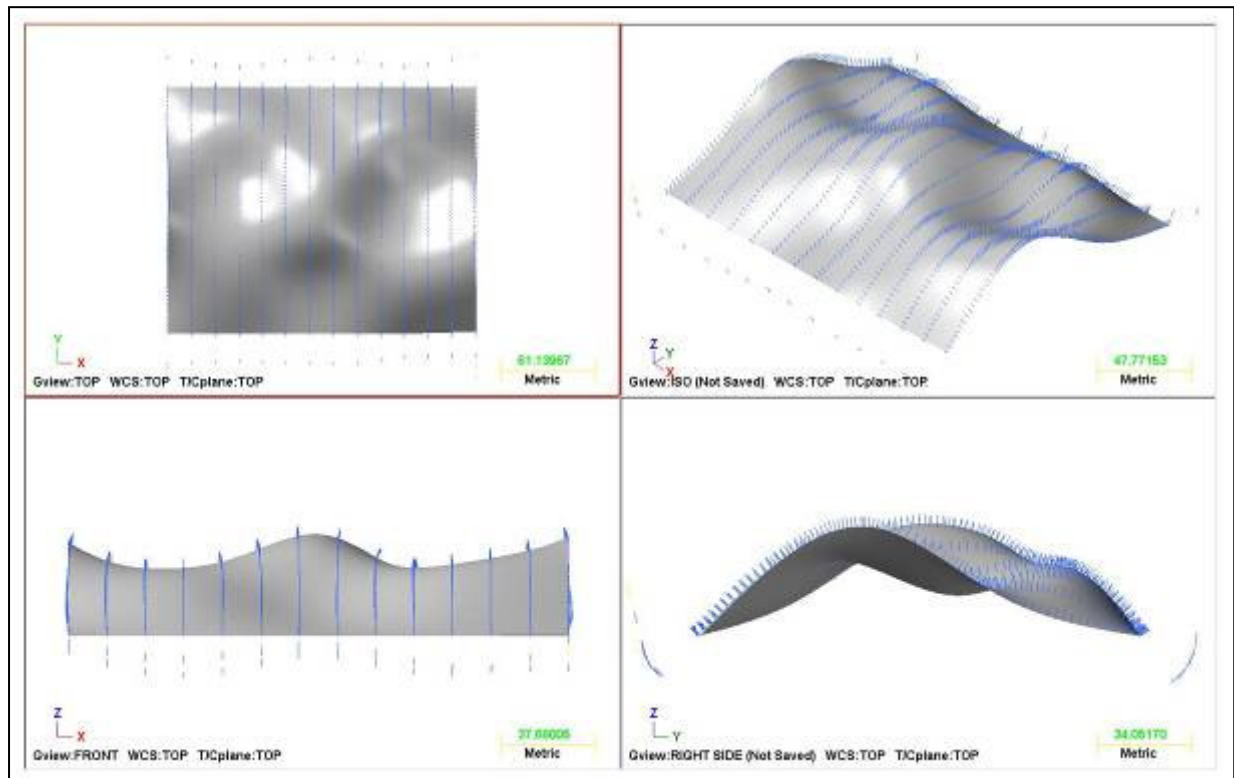 Y
X
61.13967
Metric
Gview:TOP WCS:TOP T/Cplane:TOP
Z
Y
X
47.77153
Metric
Gview:ISO (Not Saved) WCS:TOP T/Cplane:TOP
Z
X
37.68005
Metric
Gview:FRONT WCS:TOP T/Cplane:TOP
Z
Y
34.05170
Metric
Gview:RIGHT SIDE (Not Saved) WCS:TOP T/Cplane:TOP